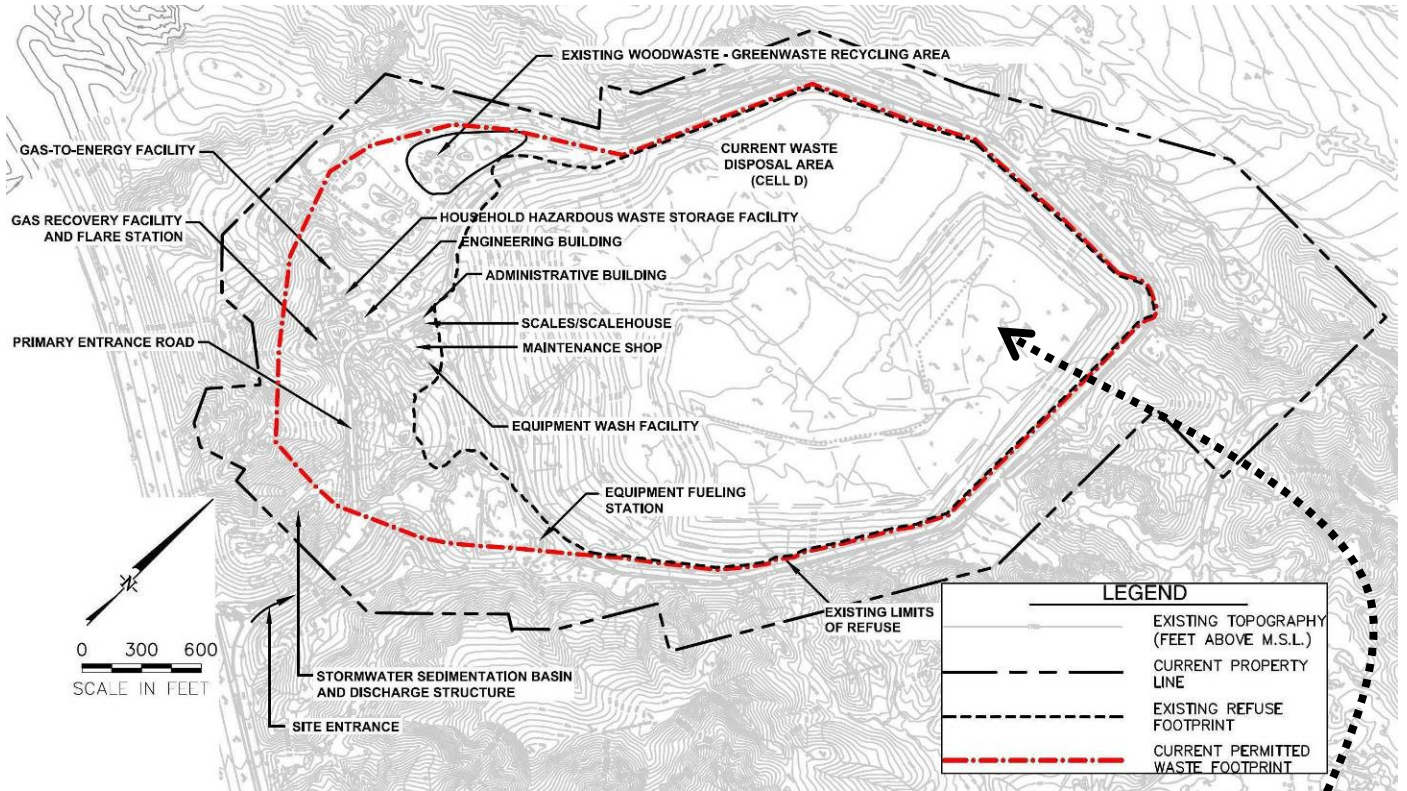 EXISTING WOODWASTE - GREENWASTE RECYCLING AREA
GAS-TO-ENERGY FACILITY
CURRENT WASTE
DISPOSAL AREA
(CELL D)
GAS RECOVERY FACILITY
AND FLARE STATION
HOUSEHOLD HAZARDOUS WASTE STORAGE FACILITY
ENGINEERING BUILDING
ADMINISTRATIVE BUILDING
SCALES/SCALEHOUSE
PRIMARY ENTRANCE ROAD
MAINTENANCE SHOP
EQUIPMENT WASH FACILITY
EQUIPMENT FUELING
STATION
N
0 300 600
SCALE IN FEET
EXISTING LIMITS
OF REFUSE
STORMWATER SEDIMENTATION BASIN
AND DISCHARGE STRUCTURE
SITE ENTRANCE
LEGEND
EXISTING TOPOGRAPHY
(FEET ABOVE M.S.L.)
CURRENT PROPERTY
LINE
EXISTING REFUSE
FOOTPRINT
CURRENT PERMITTED
WASTE FOOTPRINT